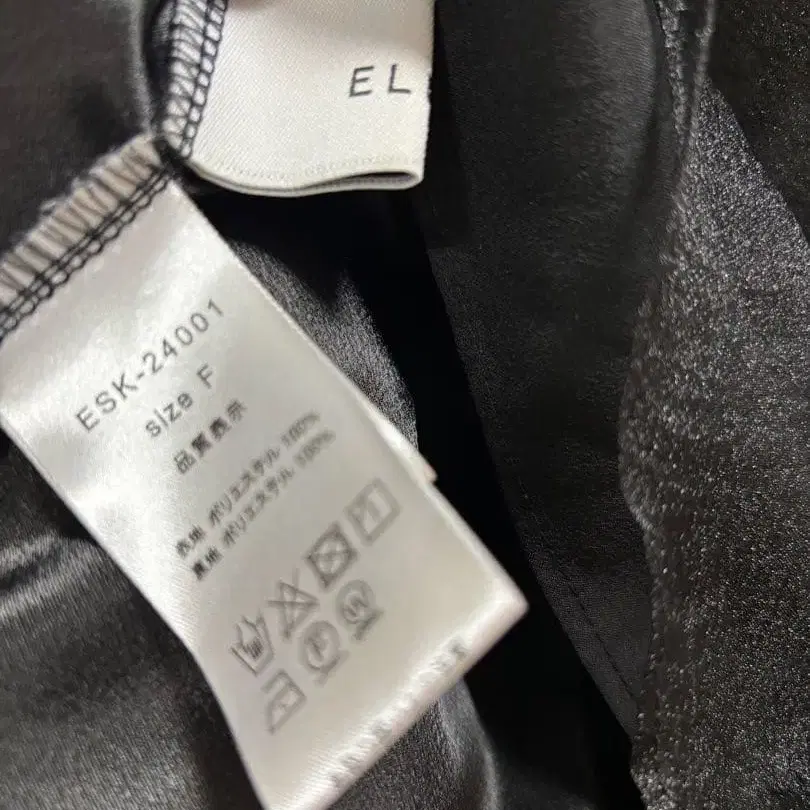 EL
ESK-24001
size F
品質表示
表地 ポリエステル 100%
裏地 ポリエステル 100%